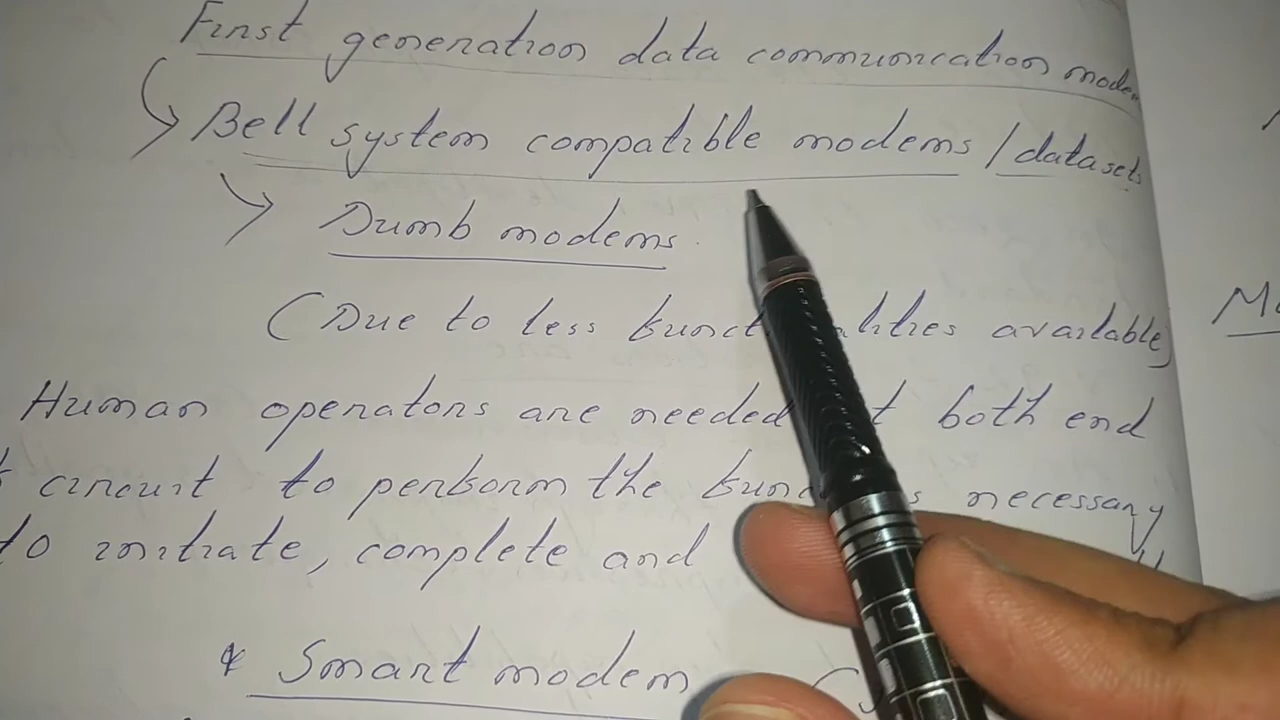 First generation data communication modem
Bell system compatible modems / datasets
Dumb modems.
(Due to less functionalities available)
Human operators are needed at both end
circuit to perform the functions necessary
to initiate, complete and
* Smart modem (